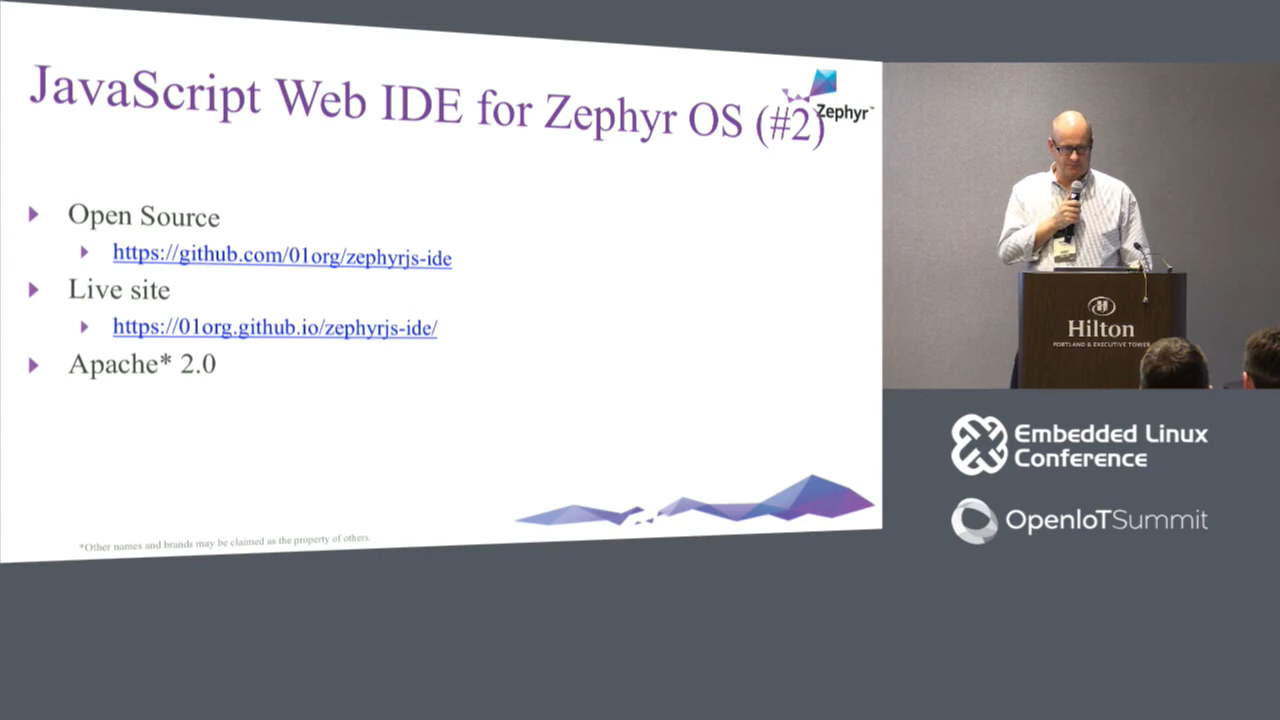 JavaScript Web IDE for Zephyr OS (#2)
Zephyr™
Open Source
https://github.com/01org/zephyrjs-ide
Live site
https://01org.github.io/zephyrjs-ide/
Apache* 2.0
*Other names and brands may be claimed as the property of others.
Hilton
PORTLAND & EXECUTIVE TOWER
Embedded Linux
Conference
OpenIoTSummit